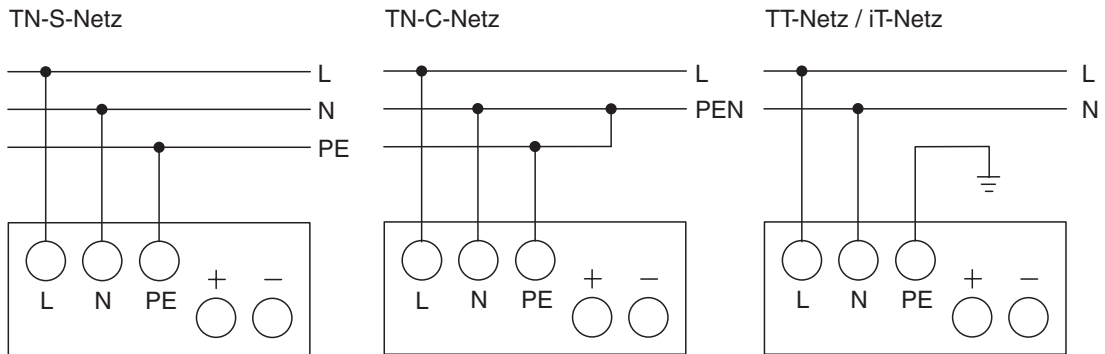 TN-S-Netz
L
N
PE
L N PE + −
TN-C-Netz
L
PEN
L N PE + −
TT-Netz / iT-Netz
L
N
L N PE + −